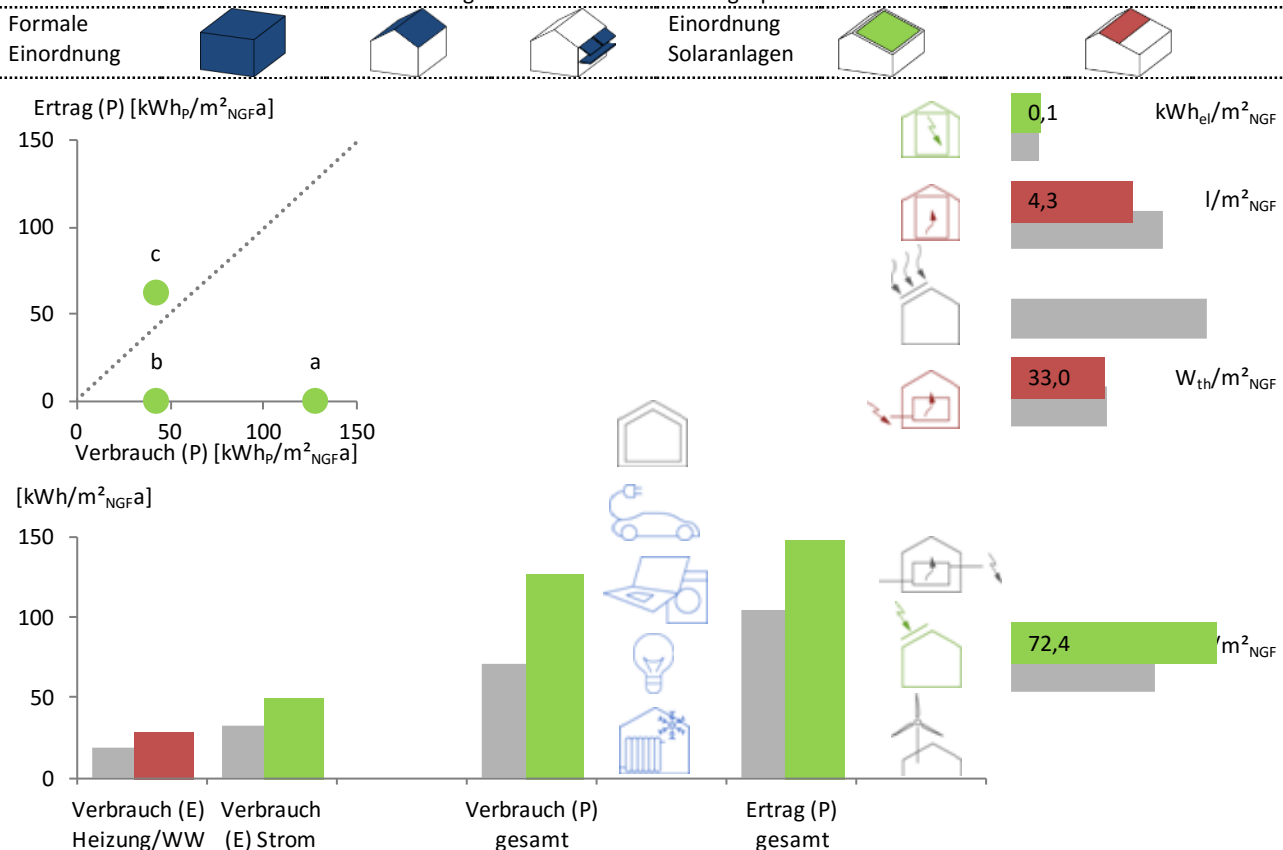 Formale
Einordnung
Einordnung
Solaranlagen
Ertrag (P) [kWhP/m²NGFa]
150
100
50
0
c
b
a
0 50 100 150
Verbrauch (P) [kWhP/m²NGFa]
0,1 kWhel/m²NGF
4,3 l/m²NGF
33,0 Wth/m²NGF
72,4 /m²NGF
[kWh/m²NGFa]
150
100
50
0
Verbrauch (E)
Heizung/WW
Verbrauch
(E) Strom
Verbrauch (P)
gesamt
Ertrag (P)
gesamt